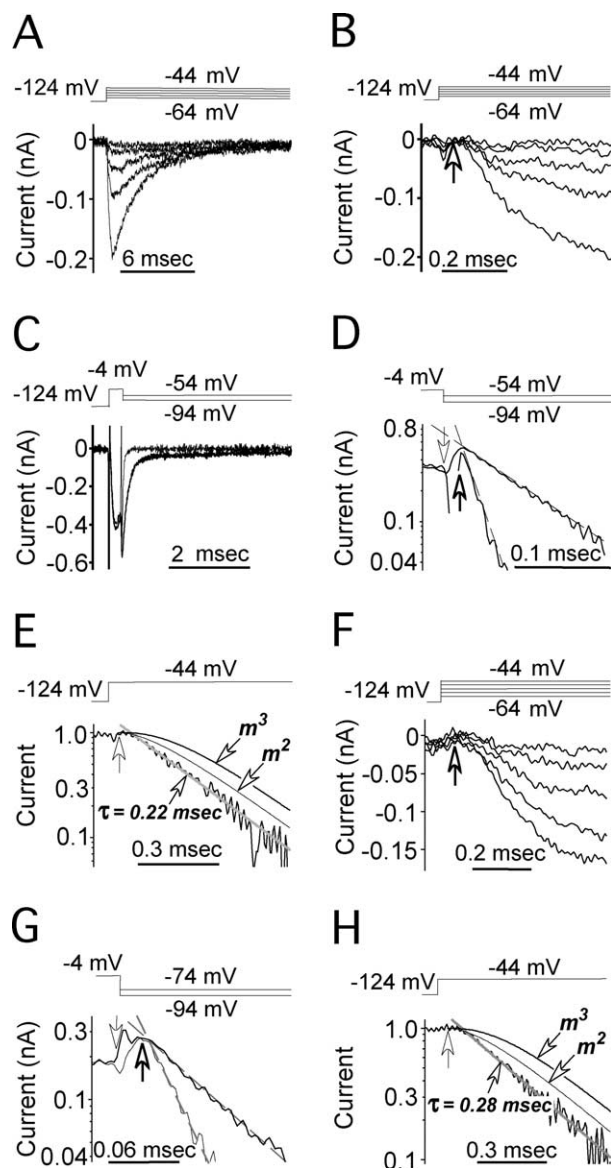 A
-124 mV
-44 mV
-64 mV
Current (nA)
0
-0.1
-0.2
6 msec
B
-124 mV
-44 mV
-64 mV
Current (nA)
0
-0.1
-0.2
0.2 msec
C
-4 mV
-124 mV
-54 mV
-94 mV
Current (nA)
0.0
-0.2
-0.4
-0.6
2 msec
D
-4 mV
-54 mV
-94 mV
Current (nA)
0.8
0.1
0.04
0.1 msec
E
-124 mV
-44 mV
Current
1.0
0.3
0.1
m³
m²
τ = 0.22 msec
0.3 msec
F
-124 mV
-44 mV
-64 mV
Current (nA)
0
-0.05
-0.10
-0.15
0.2 msec
G
-4 mV
-74 mV
-94 mV
Current (nA)
0.3
0.1
0.04
0.06 msec
H
-124 mV
-44 mV
Current
1.0
0.3
0.1
m³
m²
τ = 0.28 msec
0.3 msec